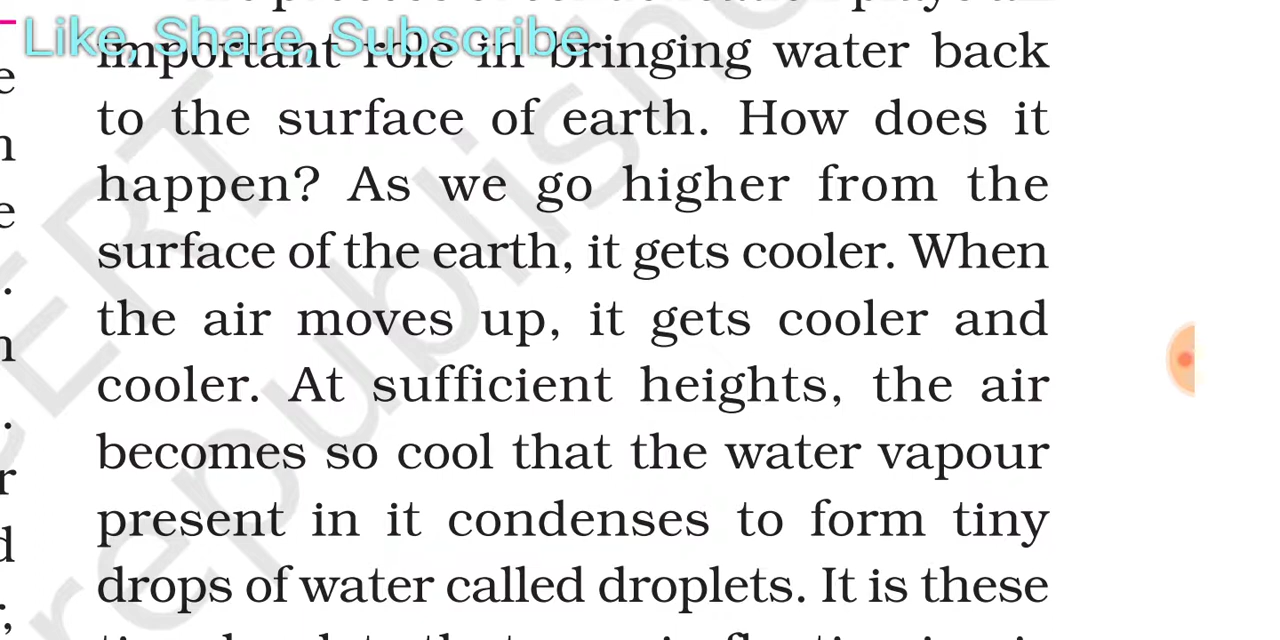 Like, Share, Subscribe
important role in bringing water back
to the surface of earth. How does it
happen? As we go higher from the
surface of the earth, it gets cooler. When
the air moves up, it gets cooler and
cooler. At sufficient heights, the air
becomes so cool that the water vapour
present in it condenses to form tiny
drops of water called droplets. It is these